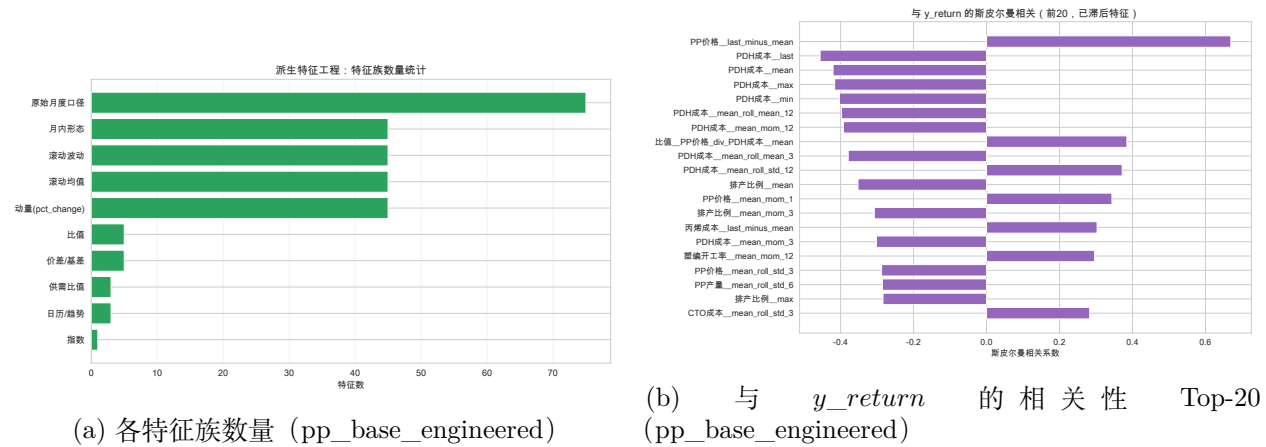 派生特征工程：特征族数量统计
原始月度口径
月内形态
滚动波动
滚动均值
动量(pct_change)
比值
价差/基差
供需比值
日历/趋势
指数
0 10 20 30 40 50 60 70
特征数
(a) 各特征族数量（pp_base_engineered）
与 y_return 的斯皮尔曼相关（前20，已滞后特征）
PP价格__last_minus_mean
PDH成本__last
PDH成本__mean
PDH成本__max
PDH成本__min
PDH成本__mean_roll_mean_12
PDH成本__mean_mom_12
比值__PP价格_div_PDH成本__mean
PDH成本__mean_roll_mean_3
PDH成本__mean_roll_std_12
排产比例__mean
PP价格__mean_mom_1
排产比例__mean_mom_3
丙烯成本__last_minus_mean
PDH成本__mean_mom_3
塑编开工率__mean_mom_12
PP价格__mean_roll_std_3
PP产量__mean_roll_std_6
排产比例__max
CTO成本__mean_roll_std_3
-0.4 -0.2 0.0 0.2 0.4 0.6
斯皮尔曼相关系数
(b) 与 y_return 的相关性 Top-20
（pp_base_engineered）